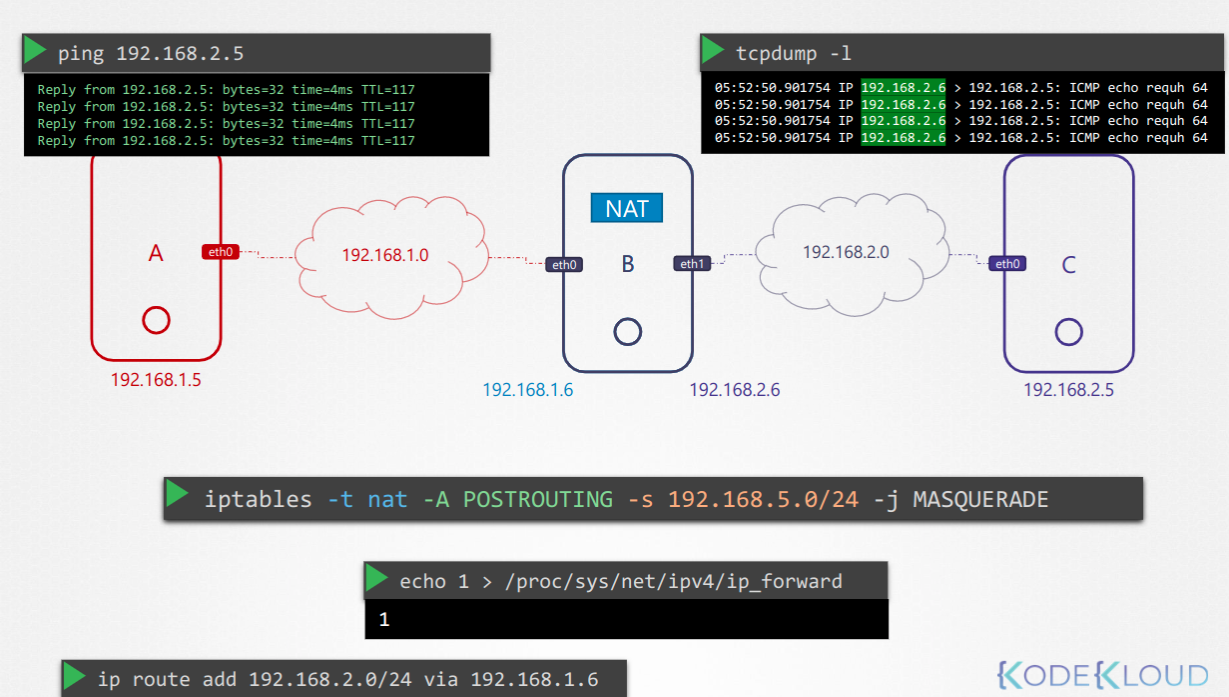 ping 192.168.2.5
Reply from 192.168.2.5: bytes=32 time=4ms TTL=117
Reply from 192.168.2.5: bytes=32 time=4ms TTL=117
Reply from 192.168.2.5: bytes=32 time=4ms TTL=117
Reply from 192.168.2.5: bytes=32 time=4ms TTL=117
tcpdump -l
05:52:50.901754 IP 192.168.2.6 > 192.168.2.5: ICMP echo requh 64
05:52:50.901754 IP 192.168.2.6 > 192.168.2.5: ICMP echo requh 64
05:52:50.901754 IP 192.168.2.6 > 192.168.2.5: ICMP echo requh 64
05:52:50.901754 IP 192.168.2.6 > 192.168.2.5: ICMP echo requh 64
NAT
A
eth0
192.168.1.0
eth0
B
eth1
192.168.2.0
eth0
C
192.168.1.5
192.168.1.6
192.168.2.6
192.168.2.5
iptables -t nat -A POSTROUTING -s 192.168.5.0/24 -j MASQUERADE
echo 1 > /proc/sys/net/ipv4/ip_forward
1
ip route add 192.168.2.0/24 via 192.168.1.6
KODEKLOUD